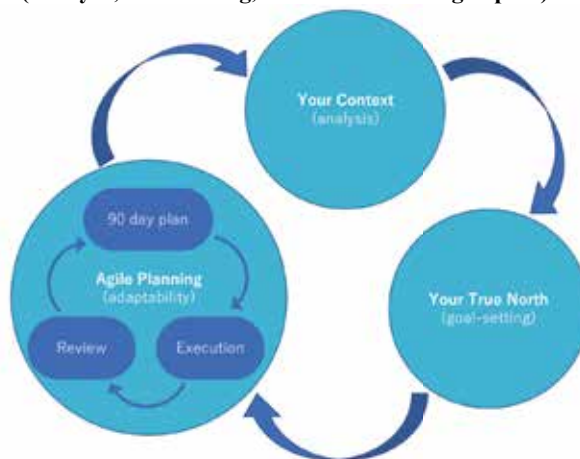 Your Context
(analysis)
90 day plan
Agile Planning
(adaptability)
Review
Execution
Your True North
(goal-setting)